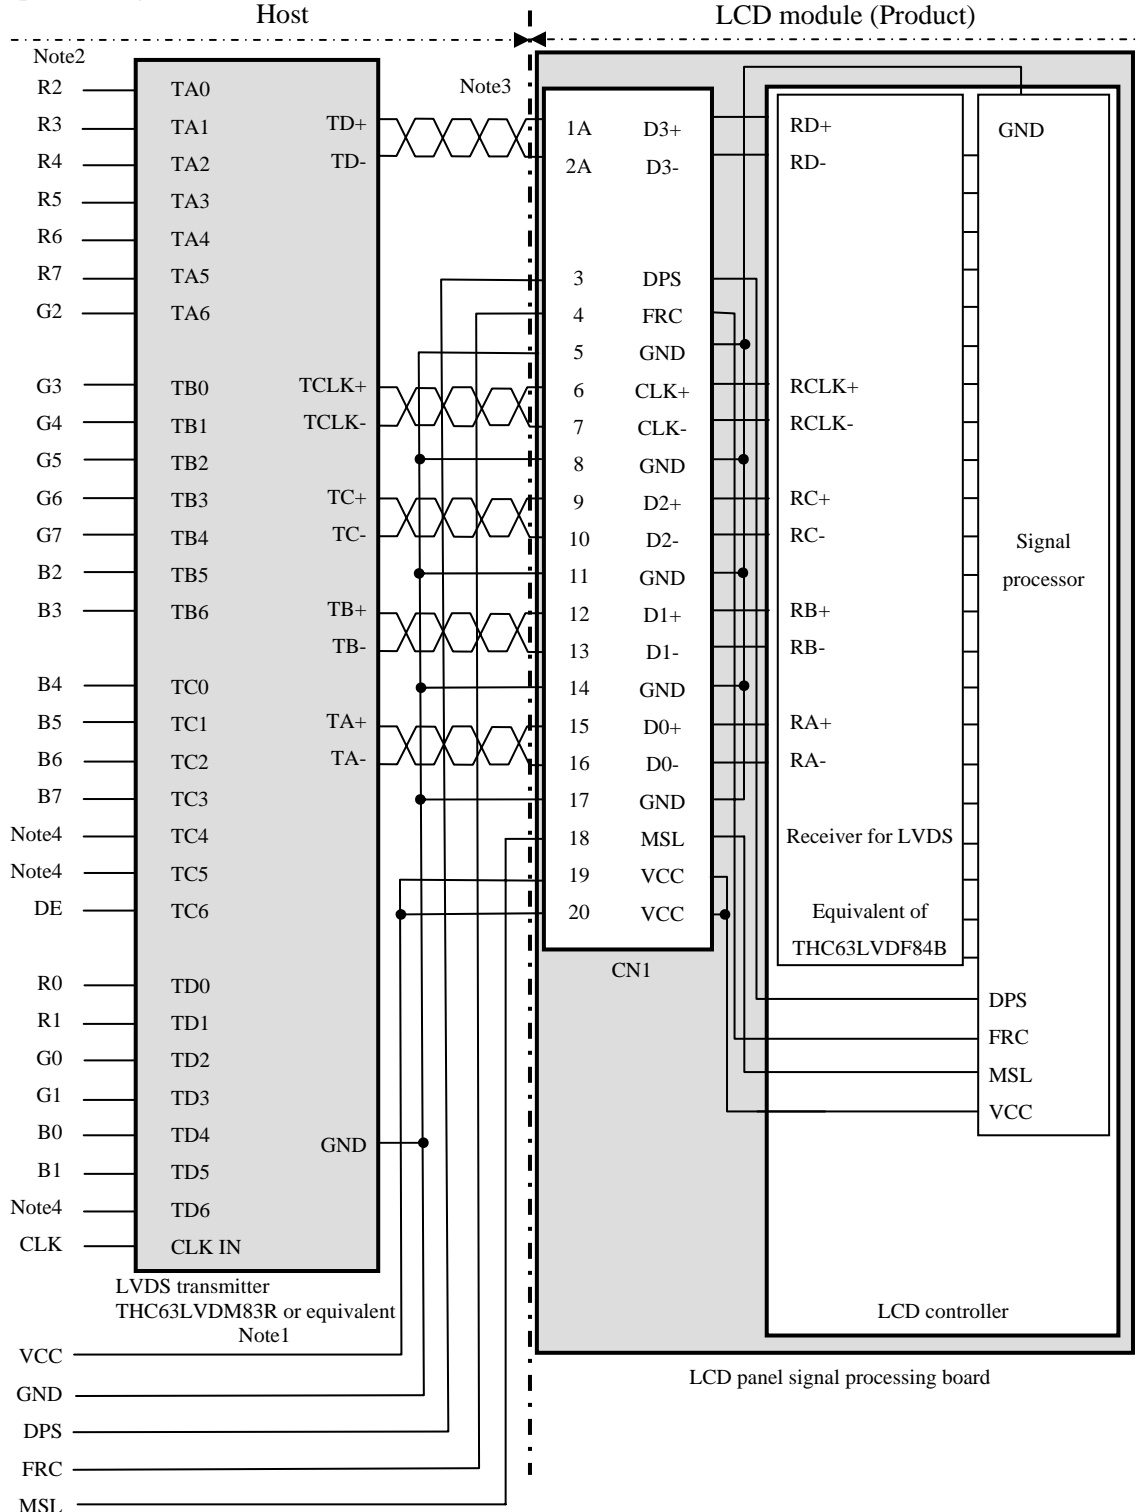 Host LCD module (Product)
Note2
Note3
R2 TA0
R3 TA1 TD+ 1A D3+ RD+ GND
R4 TA2 TD- 2A D3- RD-
R5 TA3
R6 TA4
R7 TA5 3 DPS
G2 TA6 4 FRC
5 GND
G3 TB0 TCLK+ 6 CLK+ RCLK+
G4 TB1 TCLK- 7 CLK- RCLK-
G5 TB2 8 GND
G6 TB3 TC+ 9 D2+ RC+
G7 TB4 TC- 10 D2- RC- Signal
B2 TB5 11 GND processor
B3 TB6 TB+ 12 D1+ RB+
TB- 13 D1- RB-
B4 TC0 14 GND
B5 TC1 TA+ 15 D0+ RA+
B6 TC2 TA- 16 D0- RA-
B7 TC3 17 GND
Note4 TC4 18 MSL Receiver for LVDS
Note4 TC5 19 VCC
DE TC6 20 VCC Equivalent of
THC63LVDF84B
CN1
R0 TD0
DPS
R1 TD1
FRC
G0 TD2
MSL
G1 TD3
VCC
B0 TD4 GND
B1 TD5
Note4 TD6
CLK CLK IN
LVDS transmitter
THC63LVDM83R or equivalent LCD controller
Note1
VCC
LCD panel signal processing board
GND
DPS
FRC
MSL